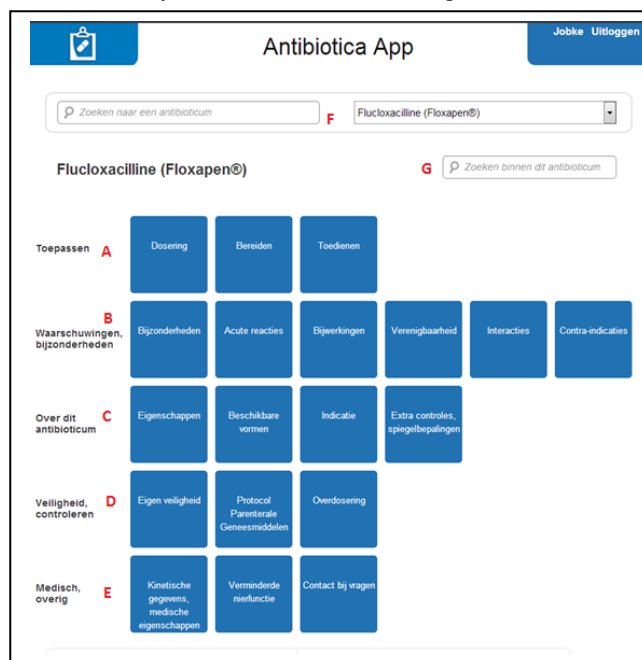 Antibiotica App
Jobke Uitloggen
Zoeken naar een antibioticum
F
Flucloxacilline (Floxapen®)
Flucloxacilline (Floxapen®)
G
Zoeken binnen dit antibioticum
Toepassen A
Dosering
Bereiden
Toedienen
B
Waarschuwingen,
bijzonderheden
Bijzonderheden
Acute reacties
Bijwerkingen
Verenigbaarheid
Interacties
Contra-indicaties
Over dit
antibioticum
C
Eigenschappen
Beschikbare
vormen
Indicatie
Extra controles,
spiegelbepalingen
Veiligheid,
controleren
D
Eigen veiligheid
Protocol
Parenterale
Geneesmiddelen
Overdosering
Medisch,
overig
E
Kinetische
gegevens,
medische
eigenschappen
Verminderde
nierfunctie
Contact bij vragen